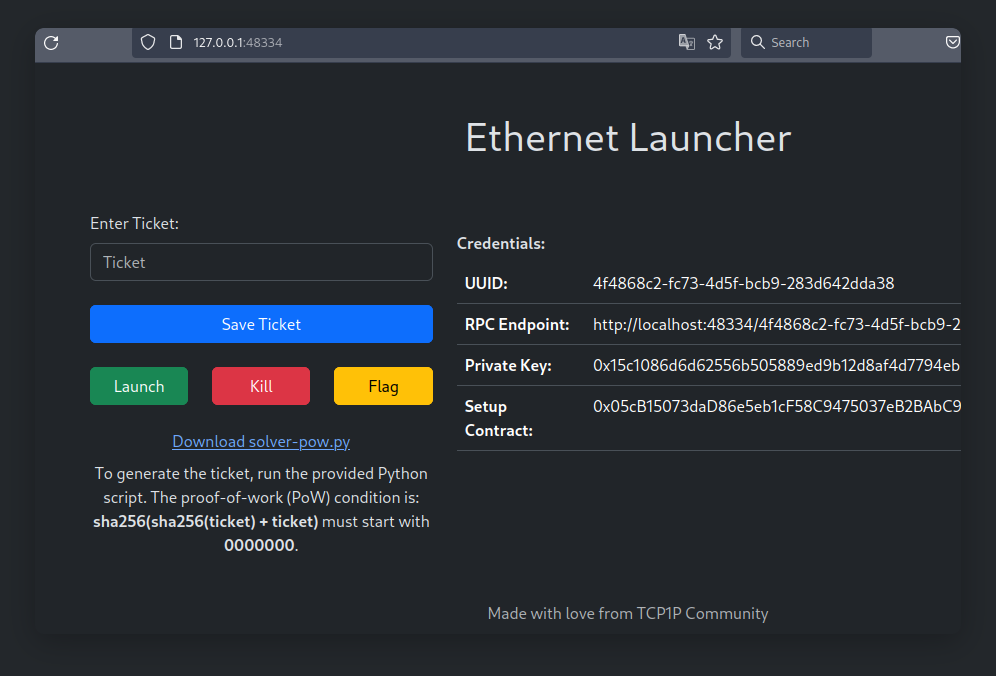 127.0.0.1:48334
Search
Ethernet Launcher
Enter Ticket:
Ticket
Save Ticket
Launch
Kill
Flag
Download solver-pow.py
To generate the ticket, run the provided Python
script. The proof-of-work (PoW) condition is:
sha256(sha256(ticket) + ticket) must start with
0000000.
Credentials:
UUID: 4f4868c2-fc73-4d5f-bcb9-283d642dda38
RPC Endpoint: http://localhost:48334/4f4868c2-fc73-4d5f-bcb9-2
Private Key: 0x15c1086d6d62556b505889ed9b12d8af4d7794eb
Setup 0x05cB15073daD86e5eb1cF58C9475037eB2BAbC9
Contract:
Made with love from TCP1P Community